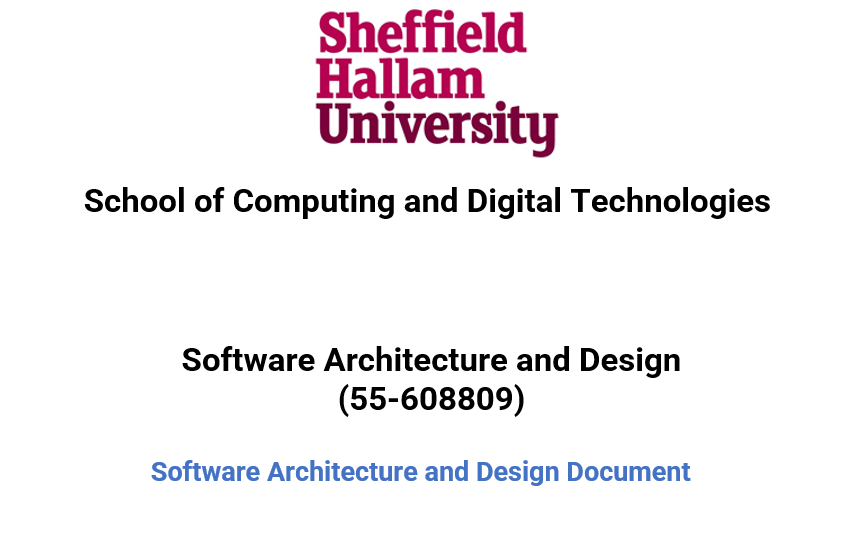 Sheffield
Hallam
University
School of Computing and Digital Technologies
Software Architecture and Design
(55-608809)
Software Architecture and Design Document